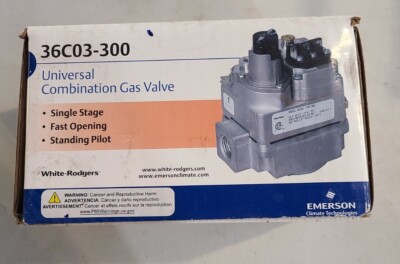 36C03-300
Universal
Combination Gas Valve
• Single Stage
• Fast Opening
• Standing Pilot
White-Rodgers™
www.white-rodgers.com
www.emersonclimate.com
WARNING: Cancer and Reproductive Harm
ADVERTENCIA: Cáncer y daño reproductivo
AVERTISSEMENT: Cancer et effets nocifs sur la reproduction
www.P65Warnings.ca.gov
EMERSON
Climate Technologies